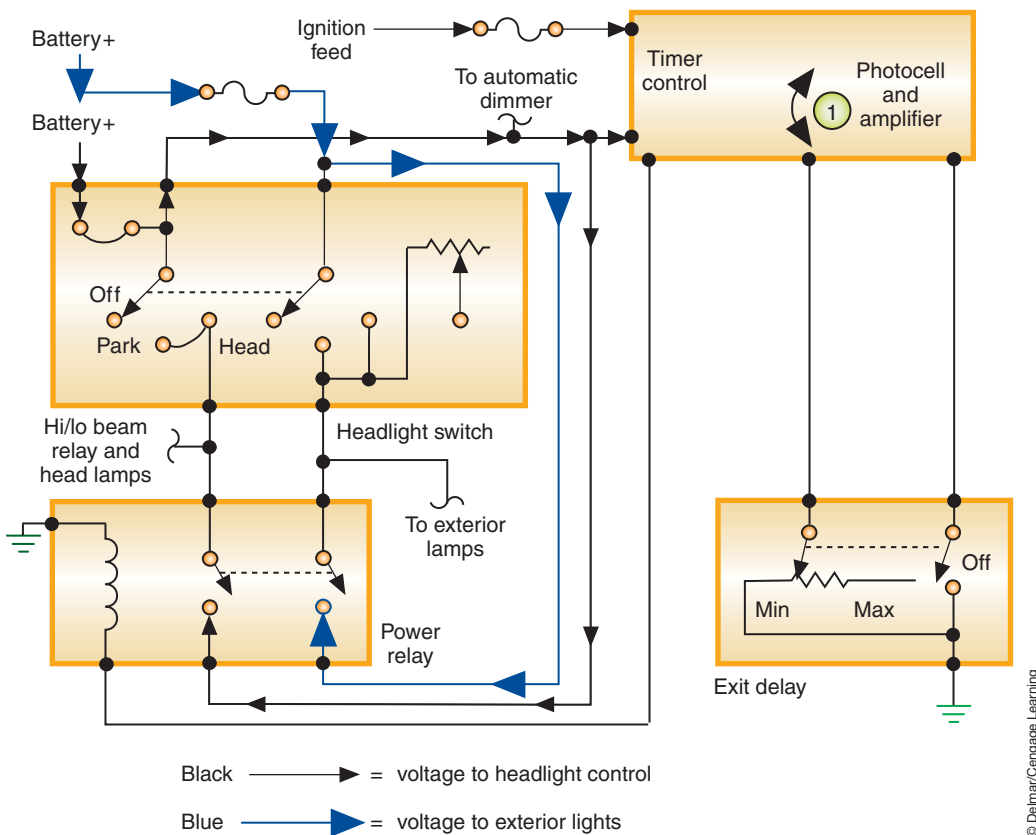 Battery+
Ignition
feed
To automatic
dimmer
Timer
control
Photocell
and
amplifier
1
Battery+
Off
Park
Head
Hi/lo beam
relay and
head lamps
Headlight switch
To exterior
lamps
Power
relay
Off
Min
Max
Exit delay
Black = voltage to headlight control
Blue = voltage to exterior lights
© Delmar/Cengage Learning